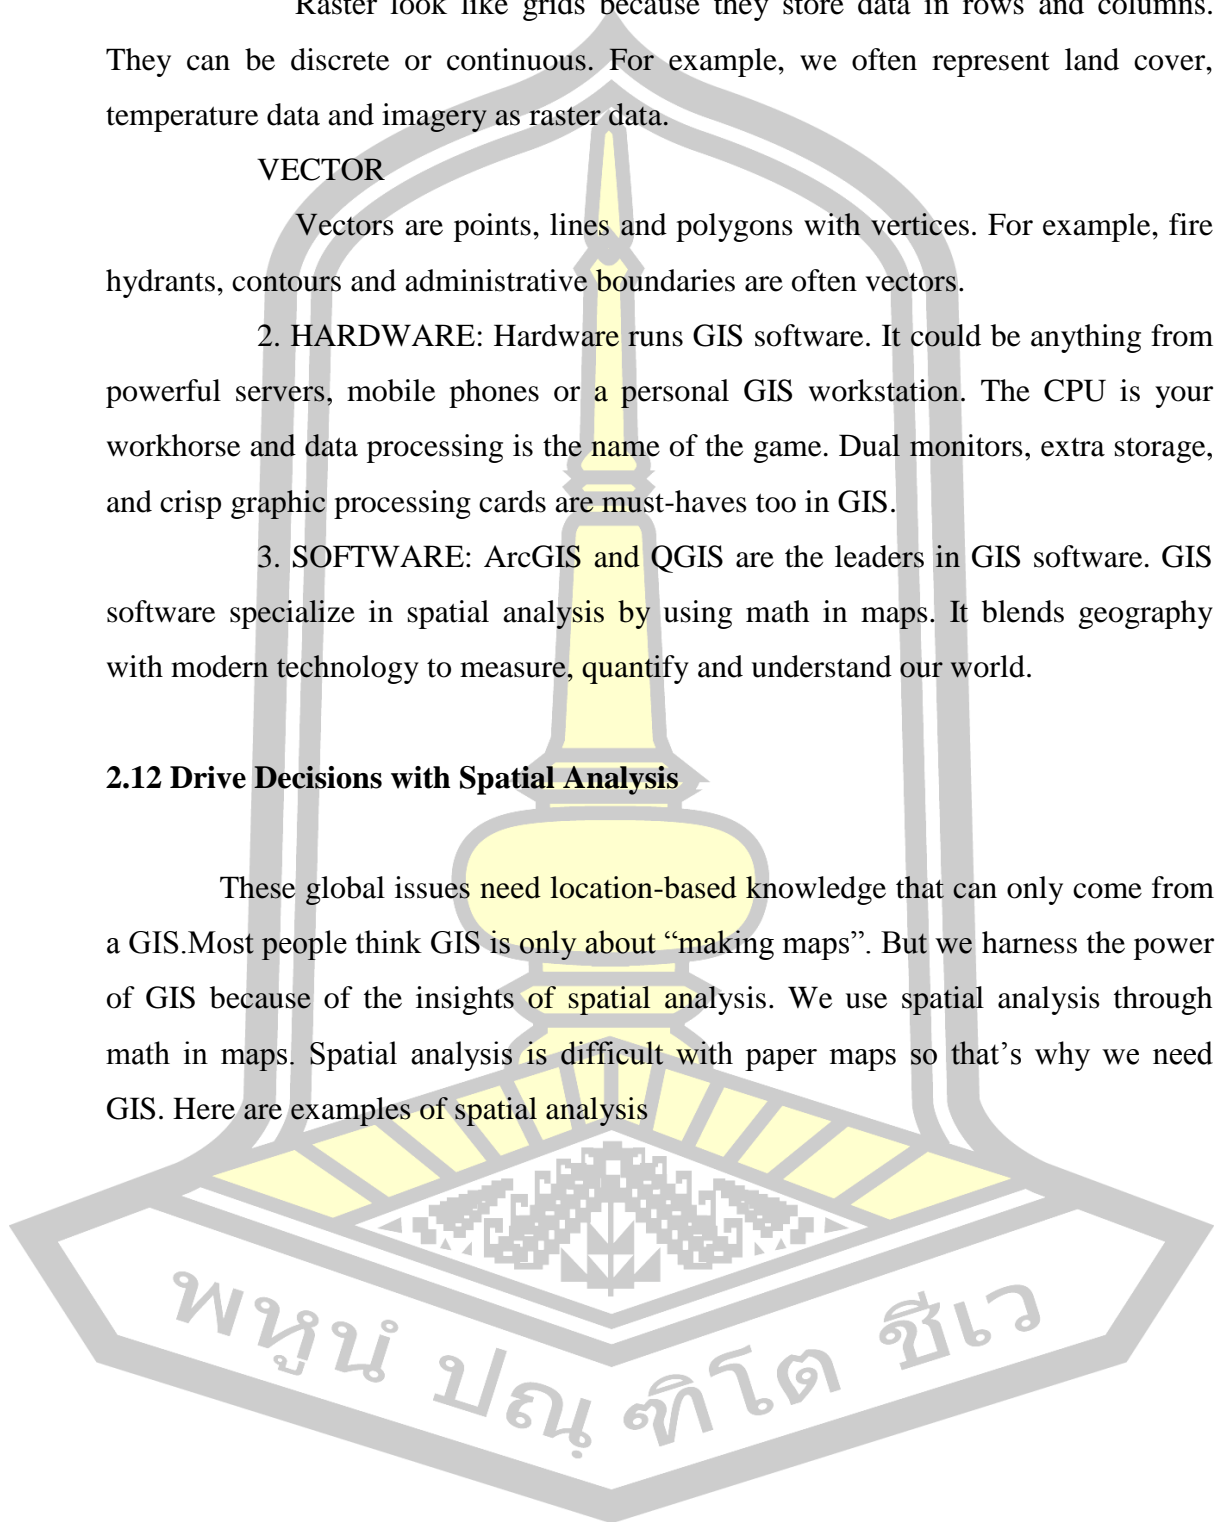 Raster look like grids because they store data in rows and columns.
They can be discrete or continuous. For example, we often represent land cover,
temperature data and imagery as raster data.
VECTOR
Vectors are points, lines and polygons with vertices. For example, fire
hydrants, contours and administrative boundaries are often vectors.
2. HARDWARE: Hardware runs GIS software. It could be anything from
powerful servers, mobile phones or a personal GIS workstation. The CPU is your
workhorse and data processing is the name of the game. Dual monitors, extra storage,
and crisp graphic processing cards are must-haves too in GIS.
3. SOFTWARE: ArcGIS and QGIS are the leaders in GIS software. GIS
software specialize in spatial analysis by using math in maps. It blends geography
with modern technology to measure, quantify and understand our world.
2.12 Drive Decisions with Spatial Analysis
These global issues need location-based knowledge that can only come from
a GIS.Most people think GIS is only about “making maps”. But we harness the power
of GIS because of the insights of spatial analysis. We use spatial analysis through
math in maps. Spatial analysis is difficult with paper maps so that’s why we need
GIS. Here are examples of spatial analysis
พหูนํ ปณฺฑิโต ชีเว